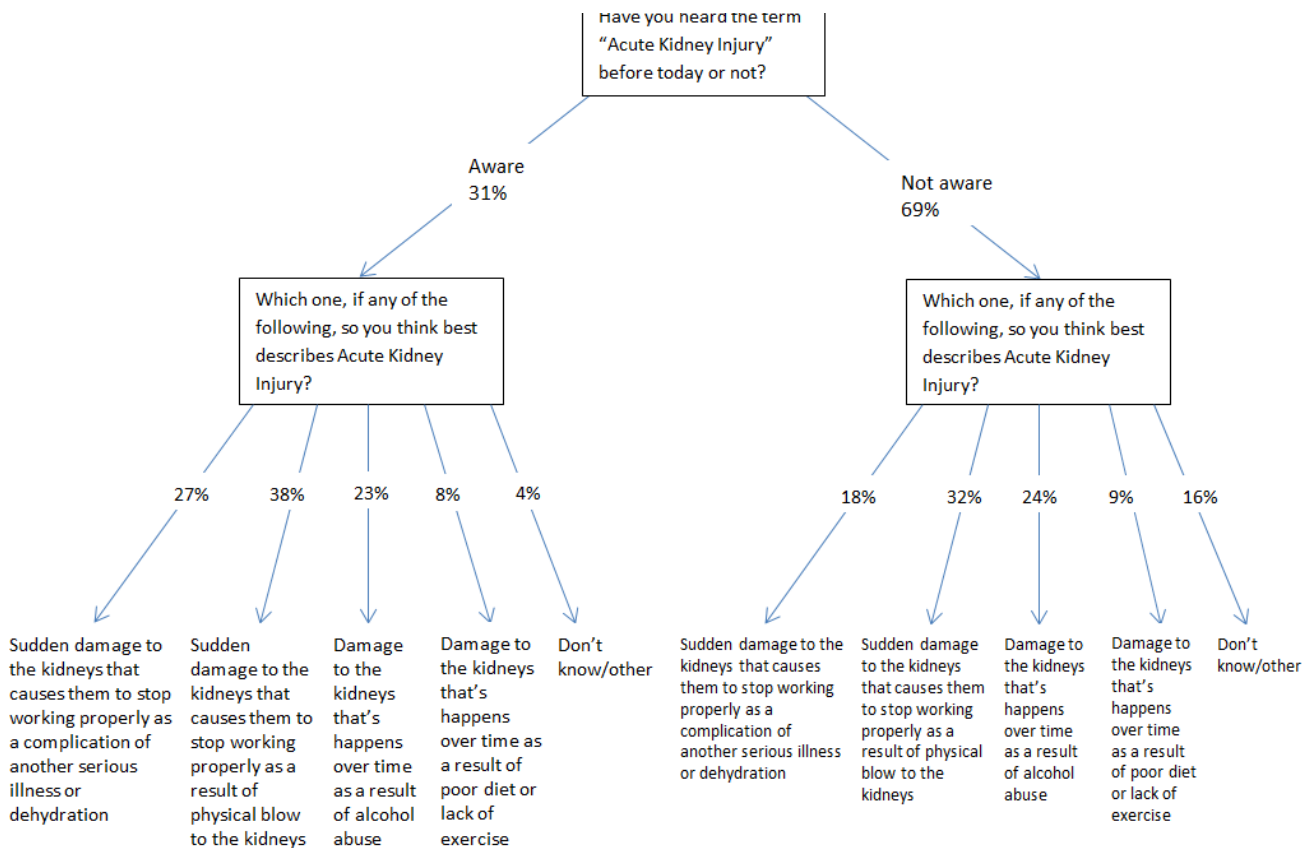 Have you heard the term
“Acute Kidney Injury”
before today or not?
Aware
31%
Not aware
69%
Which one, if any of the
following, so you think best
describes Acute Kidney
Injury?
Which one, if any of the
following, so you think best
describes Acute Kidney
Injury?
27%
38%
23%
8%
4%
18%
32%
24%
9%
16%
Sudden damage to
the kidneys that
causes them to stop
working properly as
a complication of
another serious
illness or
dehydration
Sudden
damage to the
kidneys that
causes them to
stop working
properly as a
result of
physical blow
to the kidneys
Damage
to the
kidneys
that’s
happens
over time
as a result
of alcohol
abuse
Damage to
the kidneys
that’s
happens
over time as
a result of
poor diet or
lack of
exercise
Don’t
know/other
Sudden damage to the
kidneys that causes
them to stop working
properly as a
complication of
another serious illness
or dehydration
Sudden damage
to the kidneys
that causes them
to stop working
properly as a
result of physical
blow to the
kidneys
Damage to
the kidneys
that’s
happens
over time
as a result
of alcohol
abuse
Damage to
the kidneys
that’s
happens
over time
as a result
of poor diet
or lack of
exercise
Don’t
know/other